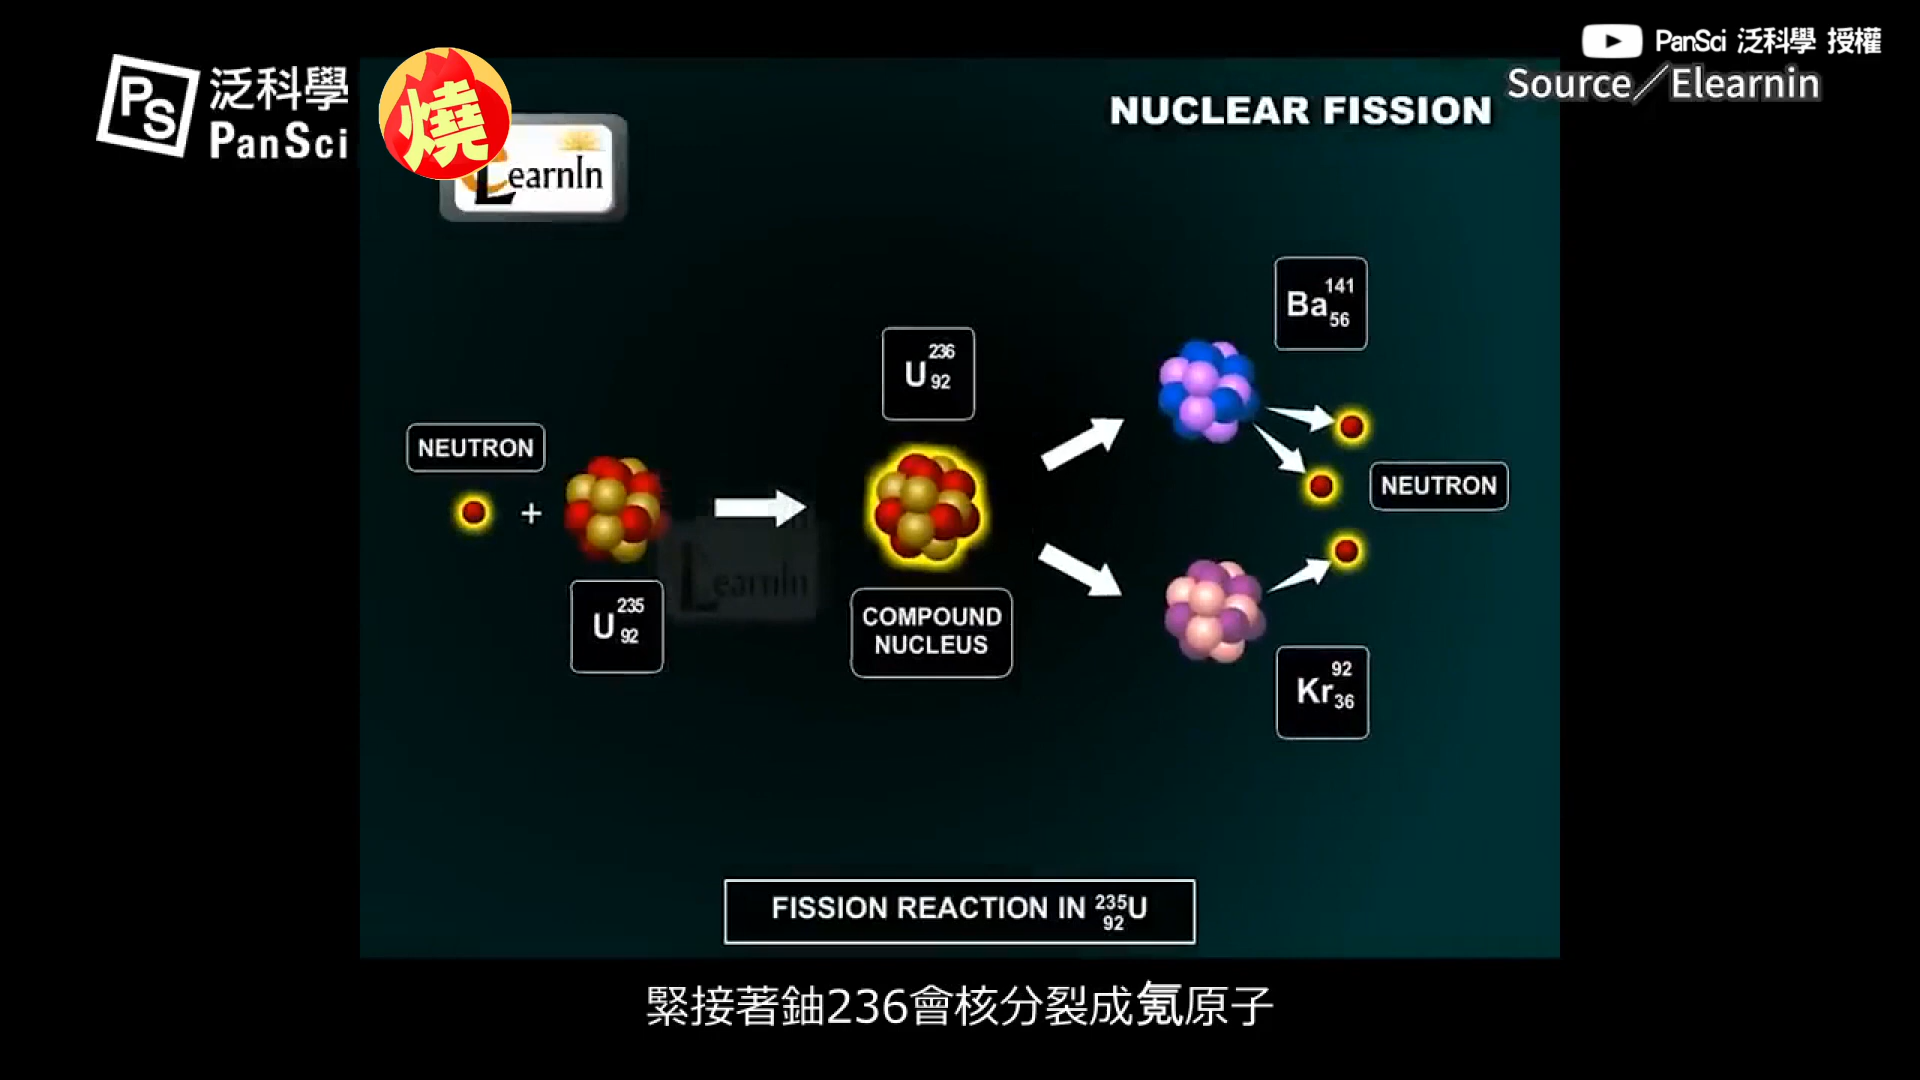 PS 泛科學
PanSci
燒
LearnIn
PanSci 泛科學 授權
Source／Elearnin
NUCLEAR FISSION
Ba 141 56
U 236 92
NEUTRON
+
NEUTRON
LearnIn
U 235 92
COMPOUND
NUCLEUS
Kr 92 36
FISSION REACTION IN 235 92 U
緊接著鈾236會核分裂成氪原子